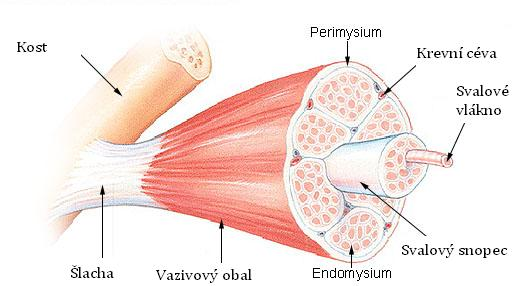 Perimysium
Kost
Krevní céva
Svalové
vlákno
Svalový snopec
Šlacha
Vazivový obal
Endomysium